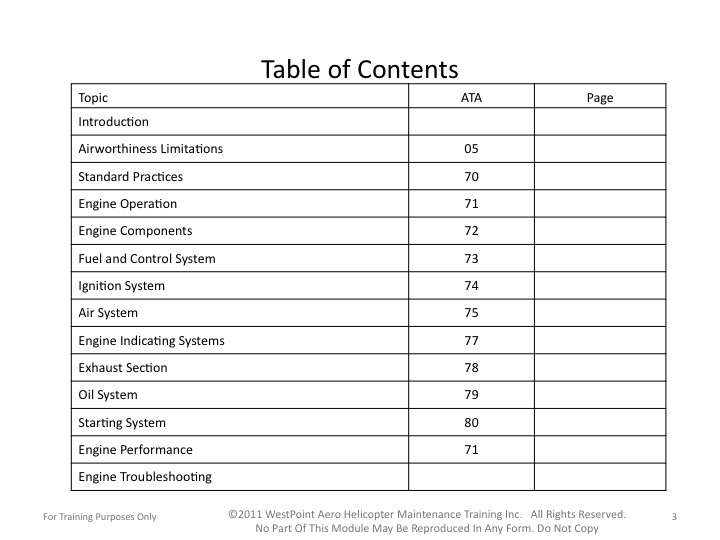 Table of Contents
Topic ATA Page
Introduction
Airworthiness Limitations 05
Standard Practices 70
Engine Operation 71
Engine Components 72
Fuel and Control System 73
Ignition System 74
Air System 75
Engine Indicating Systems 77
Exhaust Section 78
Oil System 79
Starting System 80
Engine Performance 71
Engine Troubleshooting
For Training Purposes Only
©2011 WestPoint Aero Helicopter Maintenance Training Inc. All Rights Reserved.
No Part Of This Module May Be Reproduced In Any Form. Do Not Copy
3